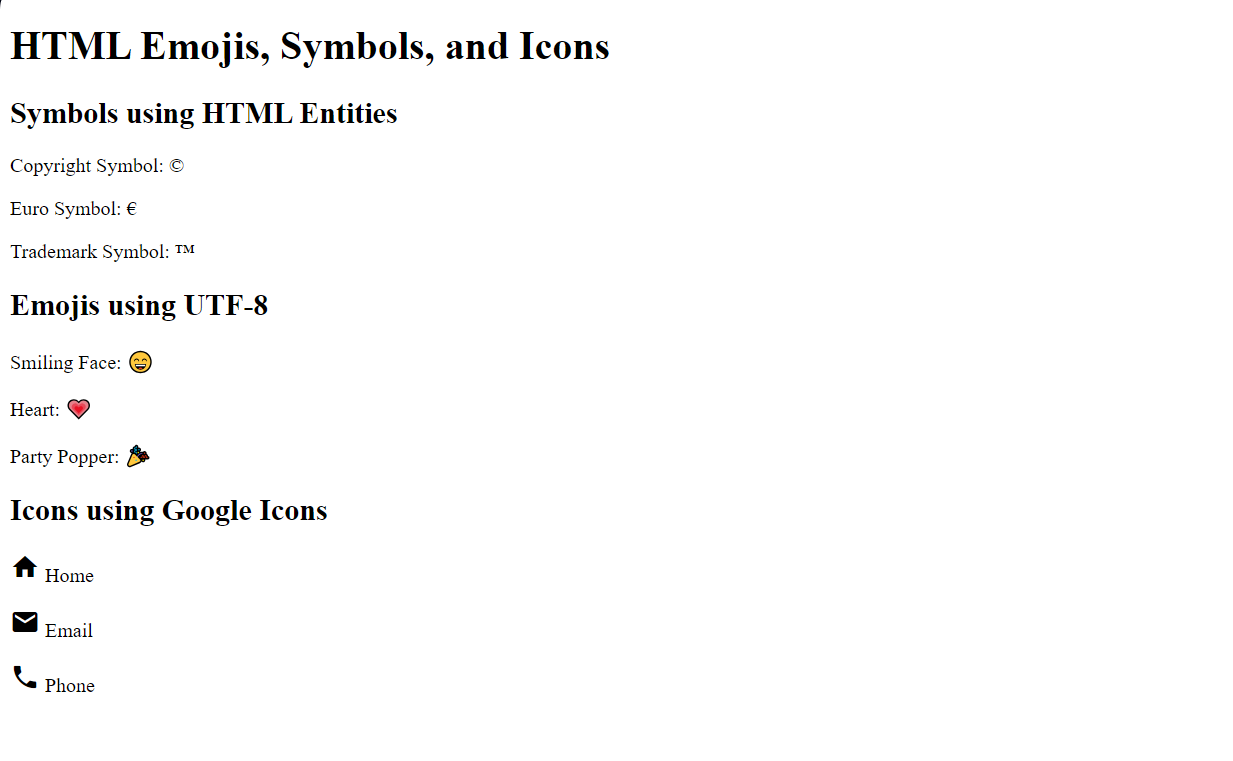 HTML Emojis, Symbols, and Icons
Symbols using HTML Entities
Copyright Symbol: ©
Euro Symbol: €
Trademark Symbol: ™
Emojis using UTF-8
Smiling Face: 😄
Heart: 💗
Party Popper: 🎉
Icons using Google Icons
Home
Email
Phone